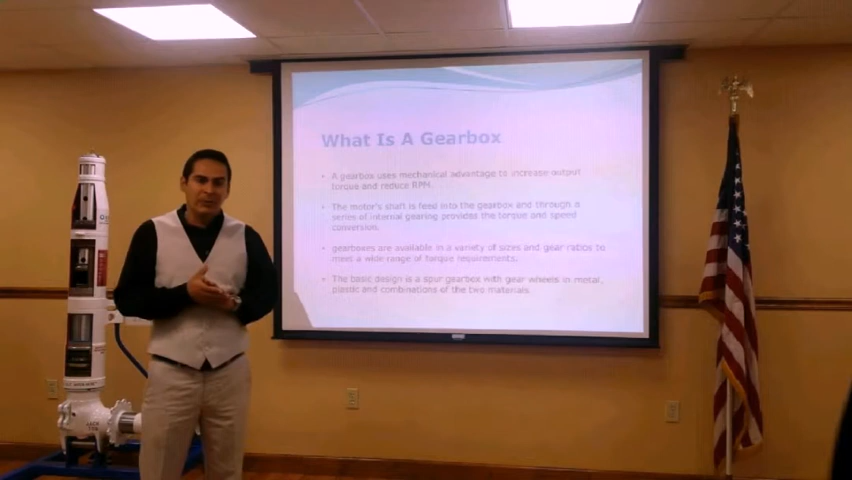 What Is A Gearbox
• A gearbox uses mechanical advantage to increase output
torque and reduce RPM.
• The motor's shaft is feed into the gearbox and through a
series of internal gearing provides the torque and speed
conversion.
• gearboxes are available in a variety of sizes and gear ratios to
meet a wide range of torque requirements.
• The basic design is a spur gearbox with gear wheels in metal,
plastic and combinations of the two materials